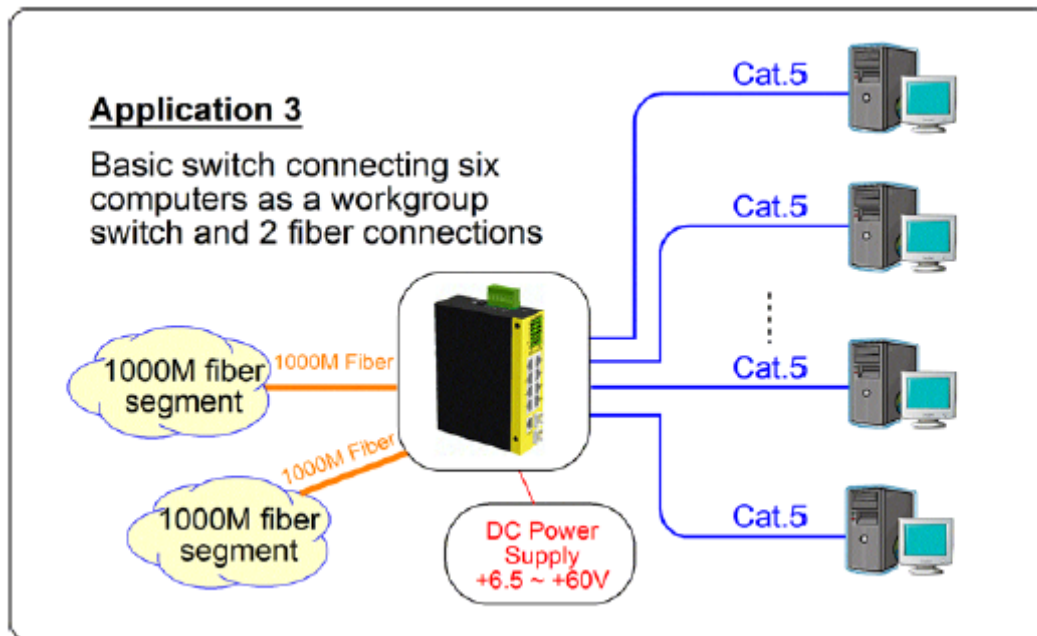 Application 3
Basic switch connecting six
computers as a workgroup
switch and 2 fiber connections
Cat.5
Cat.5
Cat.5
Cat.5
1000M fiber
segment
1000M Fiber
1000M fiber
segment
1000M Fiber
DC Power
Supply
+6.5 ~ +60V